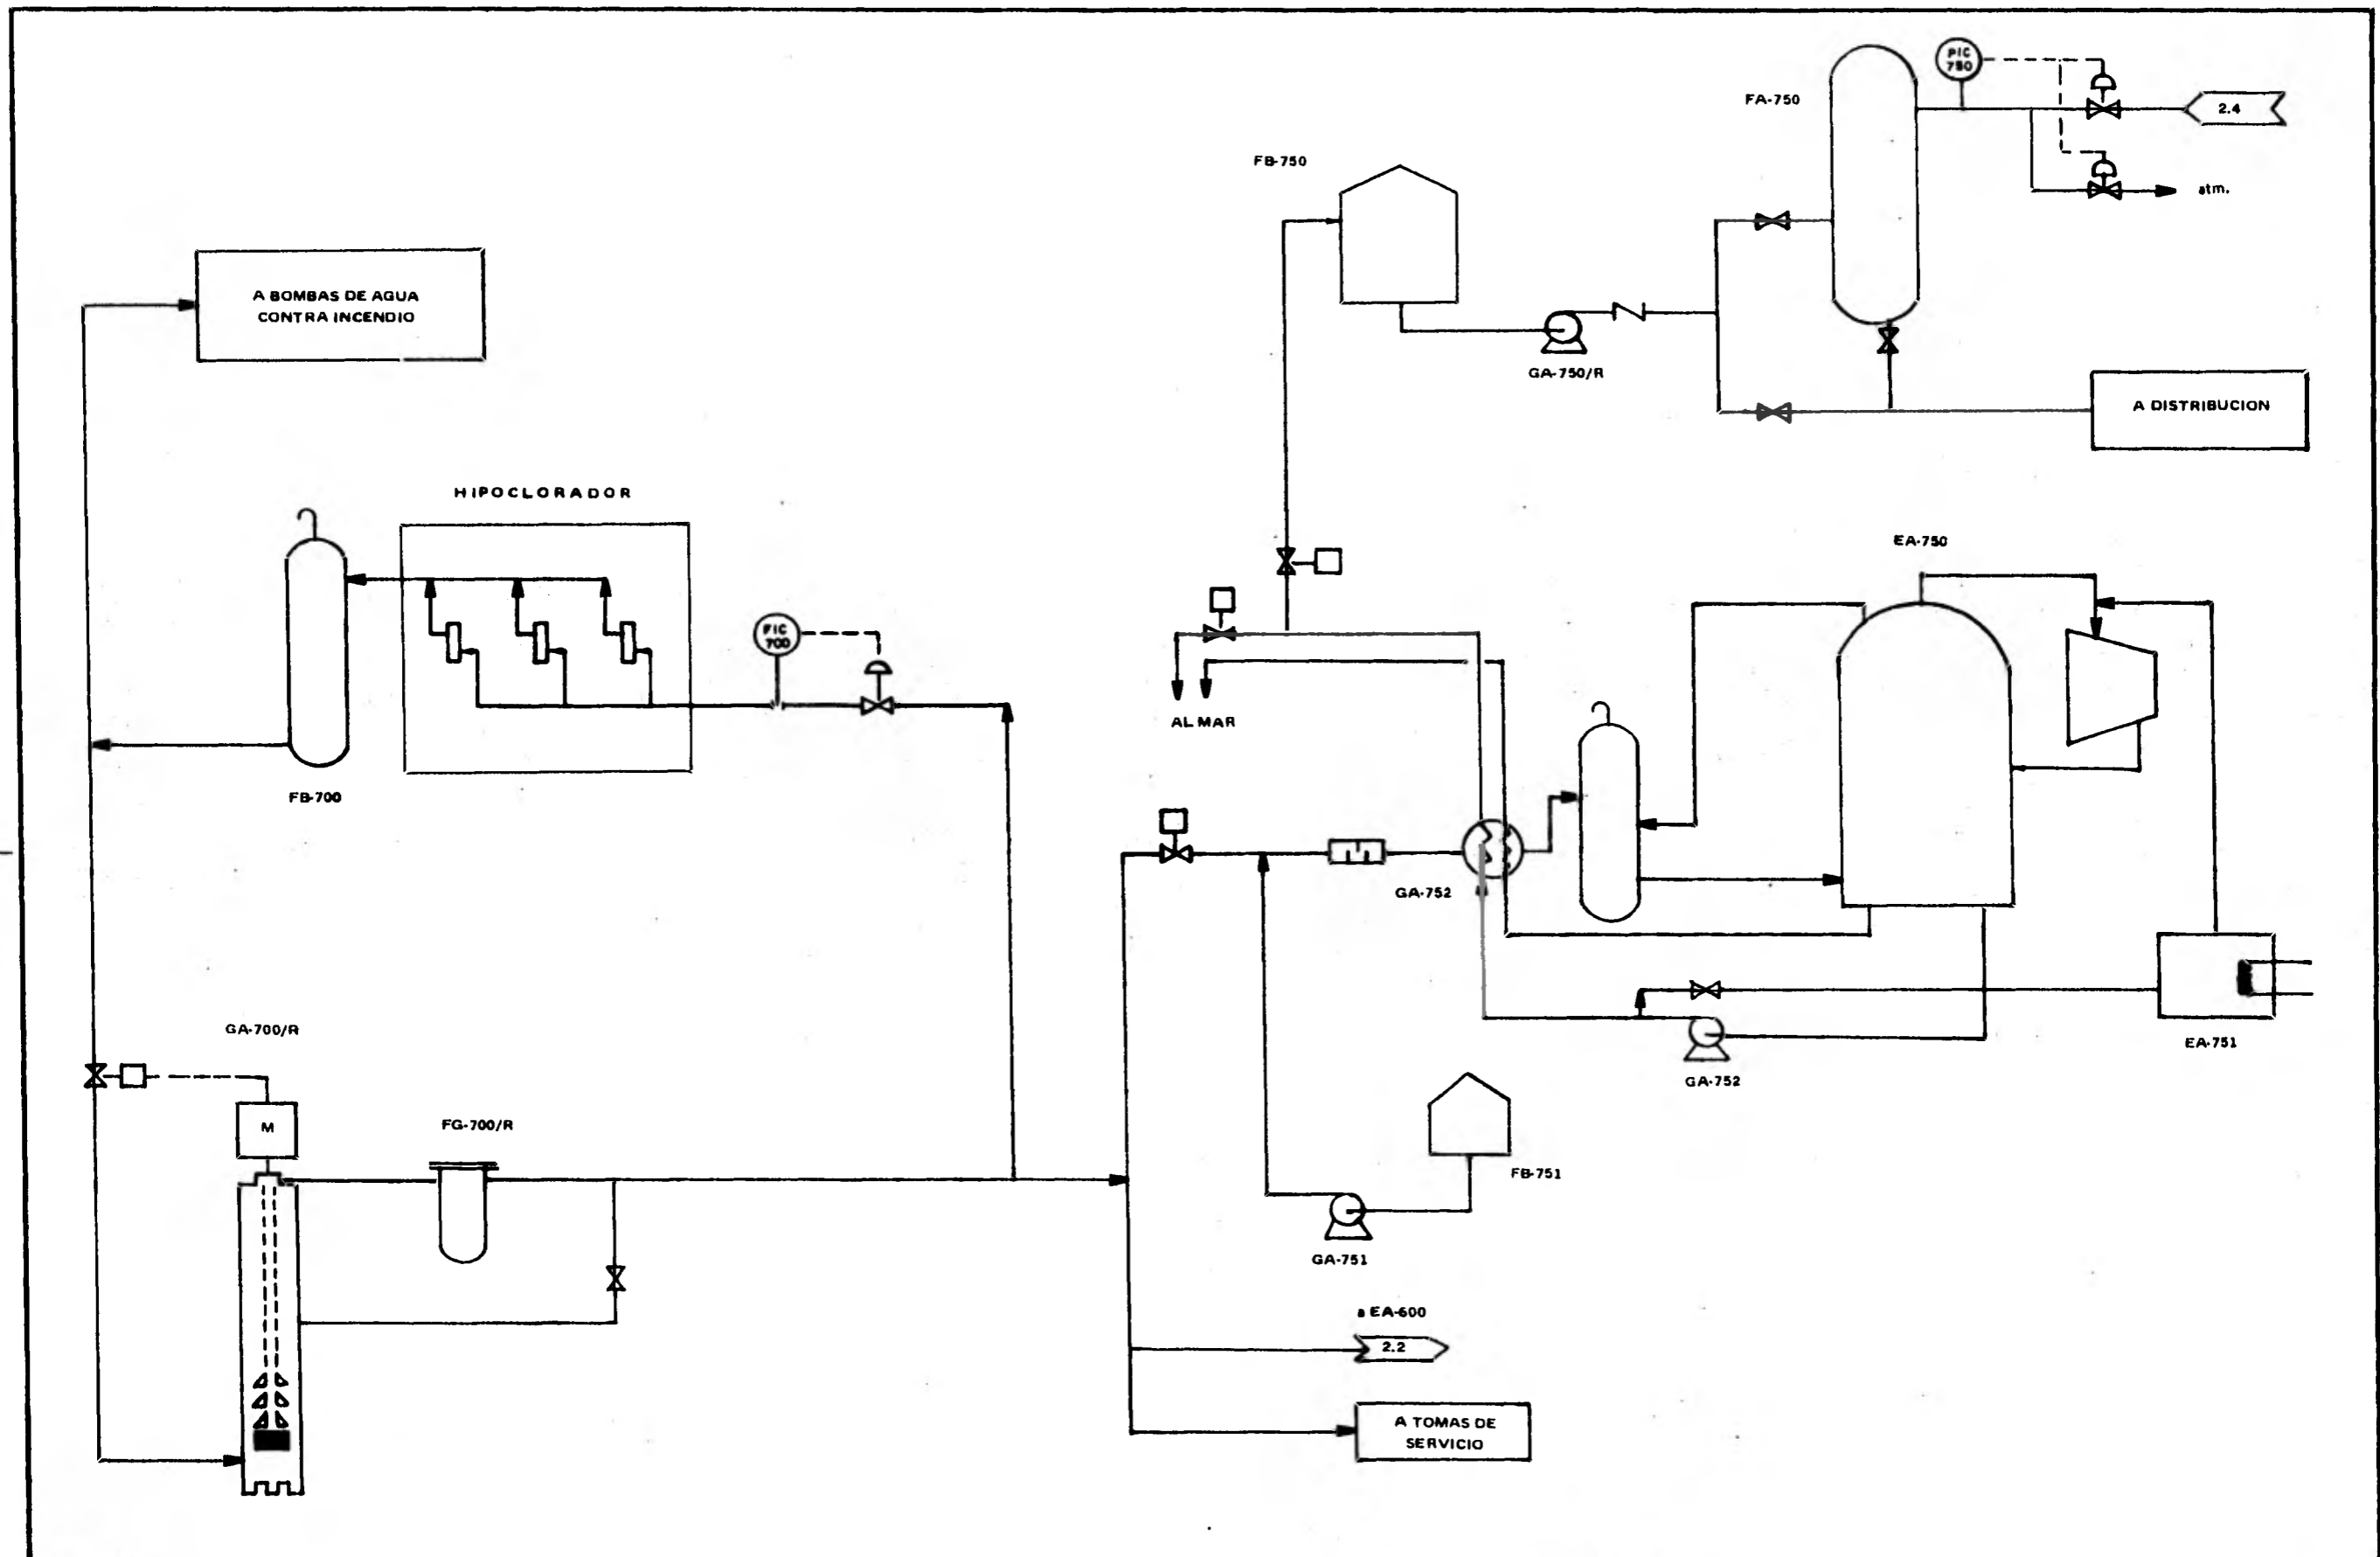 PIC
750
FA-750
2.4
atm.
FB-750
A BOMBAS DE AGUA
CONTRA INCENDIO
GA-750/R
A DISTRIBUCION
HIPOCLORADOR
EA-750
FIC
700
AL MAR
FB-700
GA-752
GA-700/R
EA-751
GA-752
M
FG-700/R
FB-751
GA-751
a EA-600
2.2
A TOMAS DE
SERVICIO